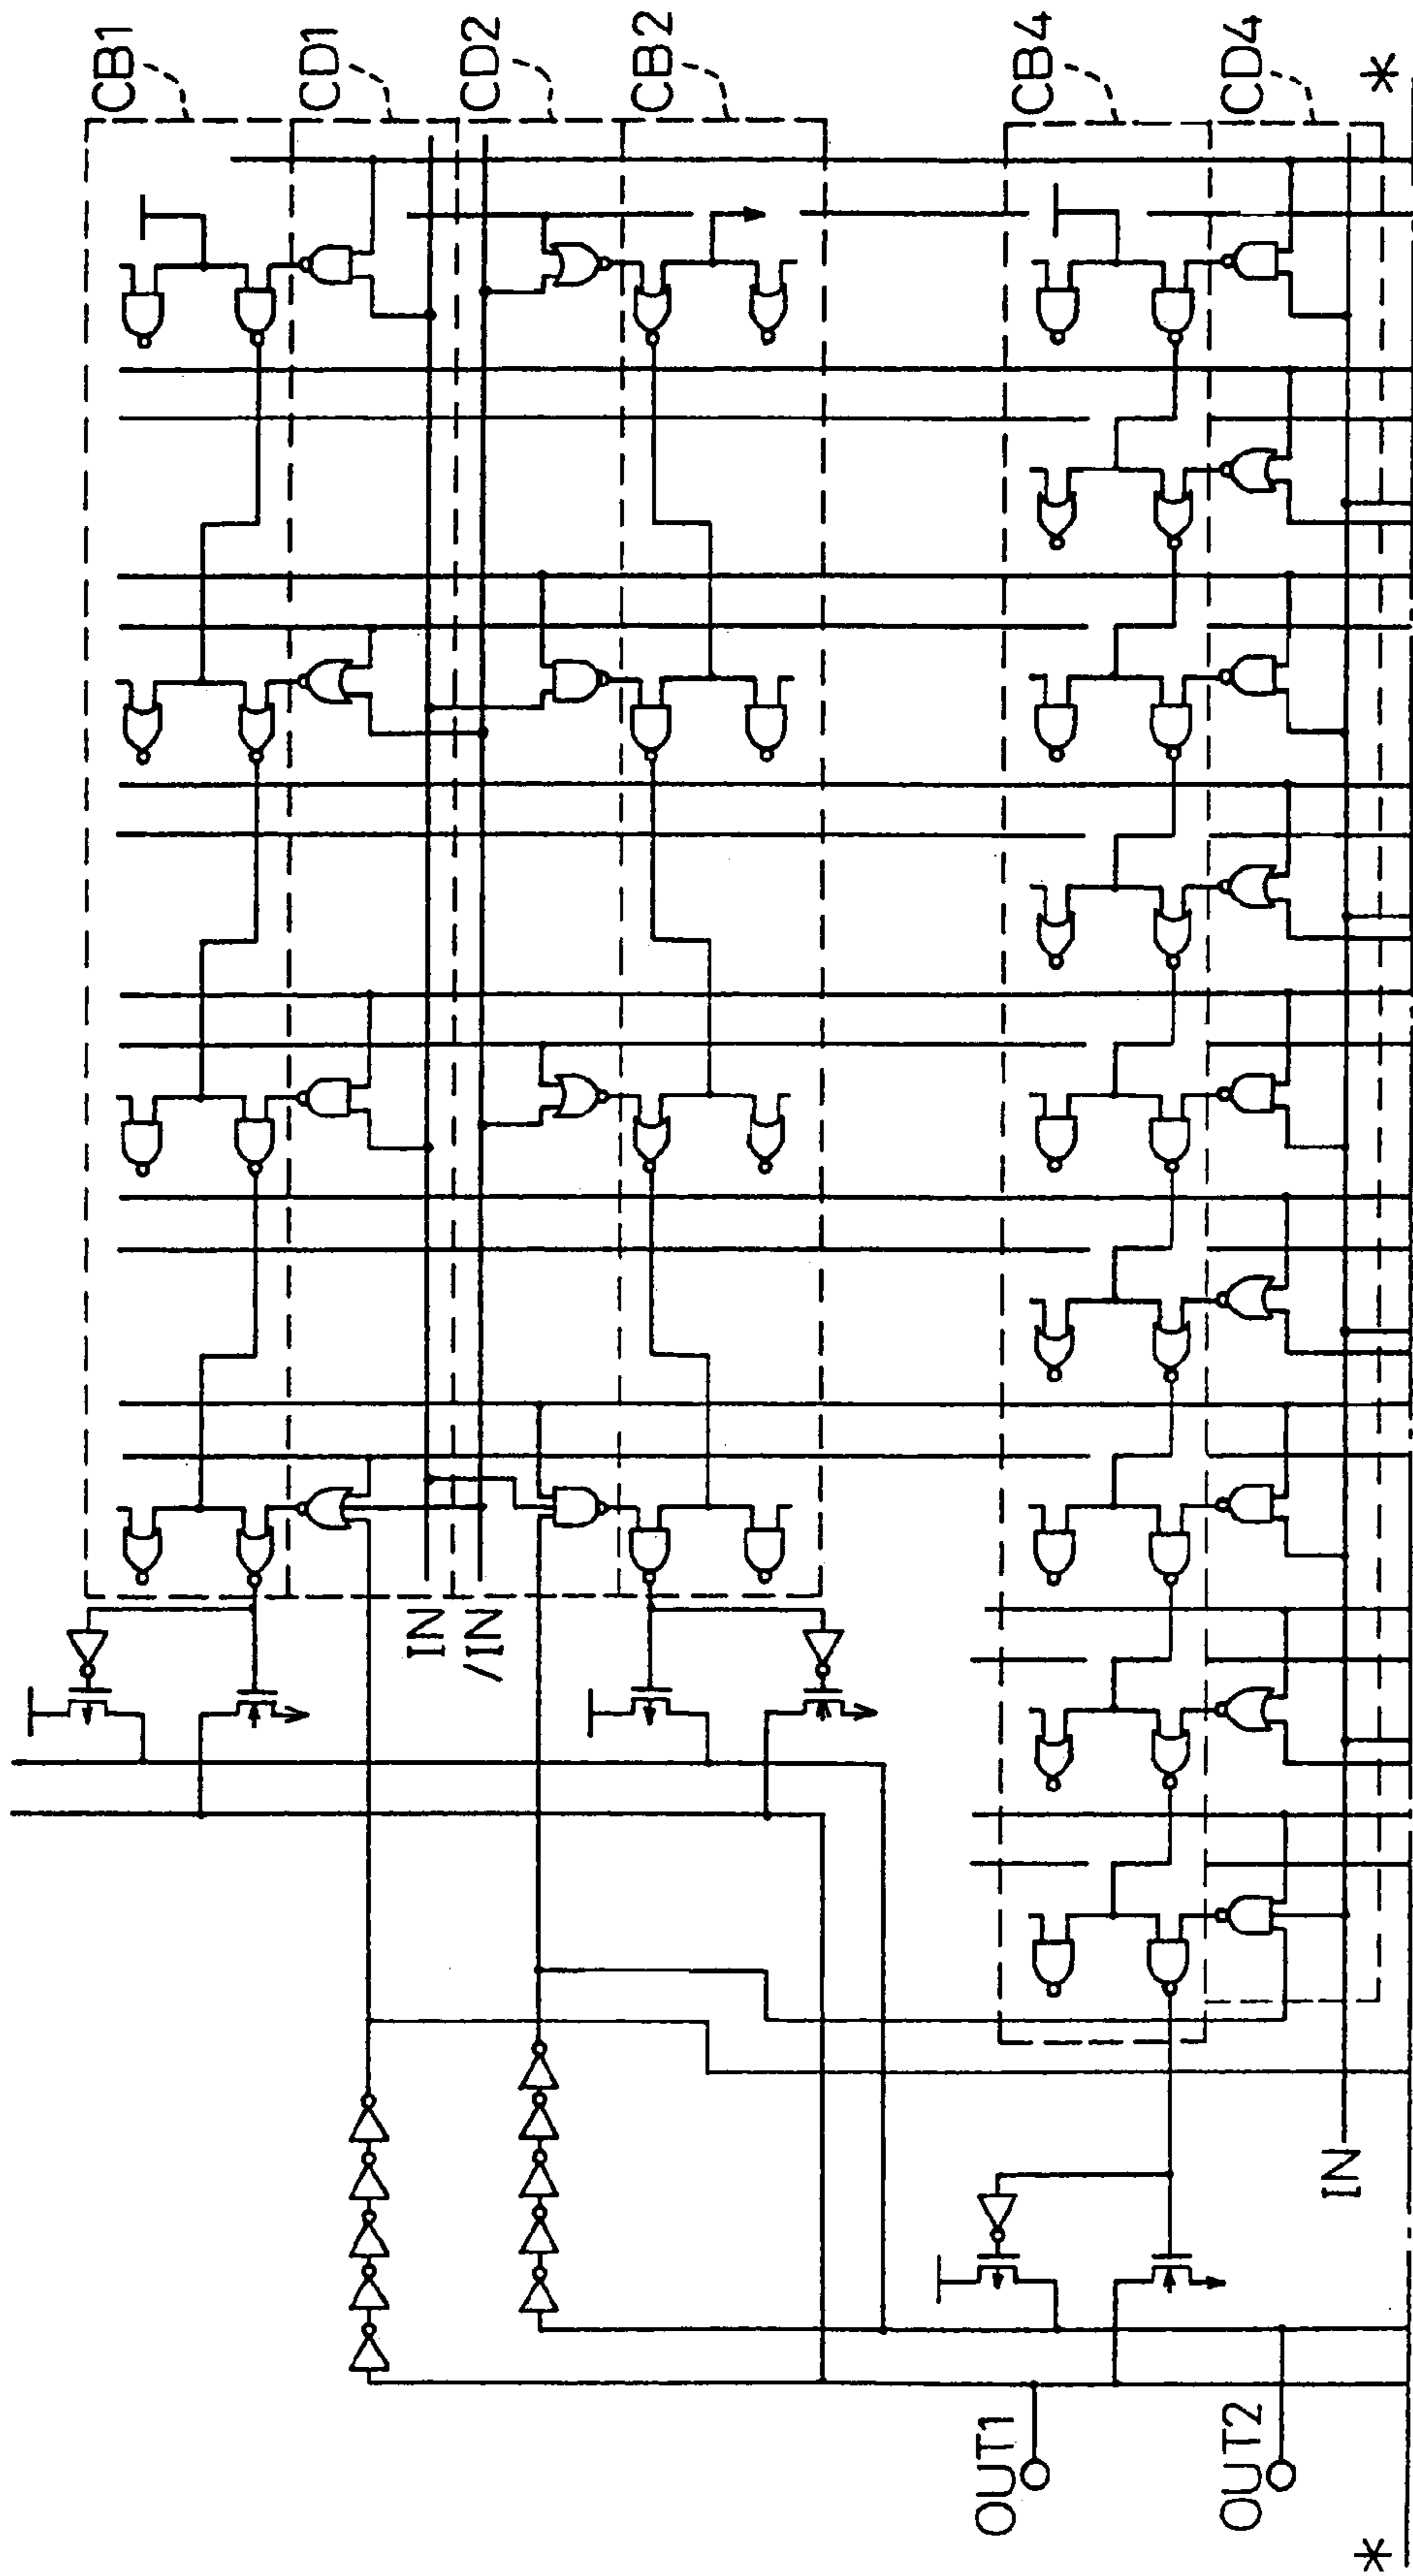 CB1
CD1
CD2
CB2
CB4
CD4
*
IN
/IN
IN
OUT1
OUT2
*